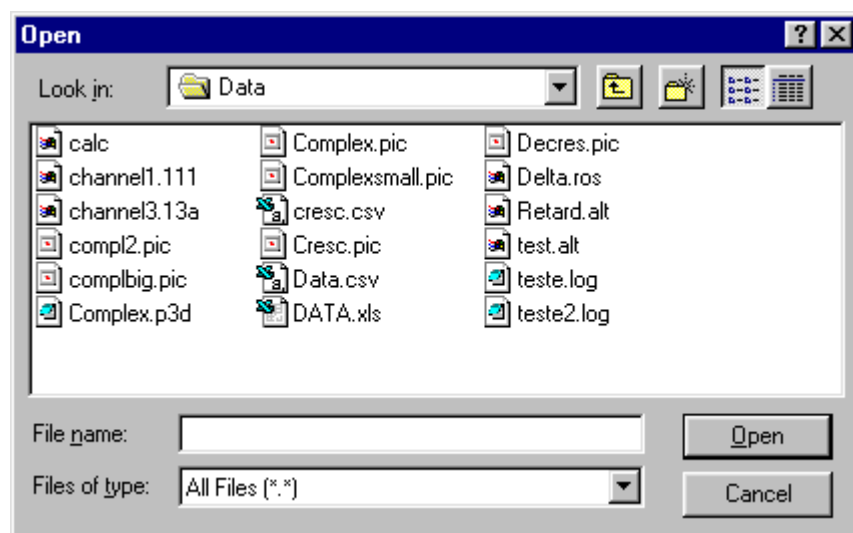 Open
Look in: Data
calc
channel1.111
channel3.13a
compl2.pic
complbig.pic
Complex.p3d
Complex.pic
Complexsmall.pic
cresc.csv
Cresc.pic
Data.csv
DATA.xls
Decres.pic
Delta.ros
Retard.alt
test.alt
teste.log
teste2.log
File name:
Open
Files of type: All Files (*.*)
Cancel